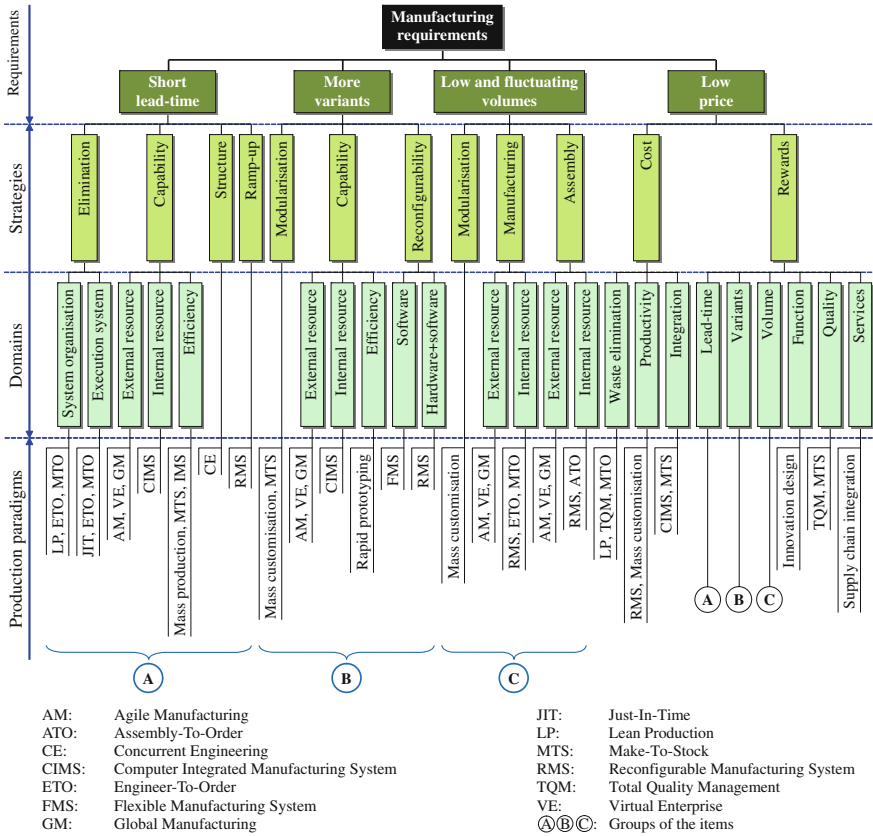 Manufacturing
requirements
Requirements
Short
lead-time
More
variants
Low and fluctuating
volumes
Low
price
Strategies
Elimination
Capability
Structure
Ramp-up
Modularisation
Capability
Reconfigurability
Modularisation
Manufacturing
Assembly
Cost
Rewards
Domains
System organisation
Execution system
External resource
Internal resource
Efficiency
External resource
Internal resource
Efficiency
Software
Hardware+software
External resource
Internal resource
External resource
Internal resource
Waste elimination
Productivity
Integration
Lead-time
Variants
Volume
Function
Quality
Services
Production paradigms
LP, ETO, MTO
JIT, ETO, MTO
AM, VE, GM
CIMS
Mass production, MTS, IMS
CE
RMS
Mass customisation, MTS
AM, VE, GM
CIMS
Rapid prototyping
FMS
RMS
Mass customisation
AM, VE, GM
RMS, ETO, MTO
AM, VE, GM
RMS, ATO
LP, TQM, MTO
RMS, Mass customisation
CIMS, MTS
A
B
C
Innovation design
TQM, MTS
Supply chain integration
A
B
C
AM: Agile Manufacturing
ATO: Assembly-To-Order
CE: Concurrent Engineering
CIMS: Computer Integrated Manufacturing System
ETO: Engineer-To-Order
FMS: Flexible Manufacturing System
GM: Global Manufacturing
JIT: Just-In-Time
LP: Lean Production
MTS: Make-To-Stock
RMS: Reconfigurable Manufacturing System
TQM: Total Quality Management
VE: Virtual Enterprise
ⒶⒷⒸ: Groups of the items